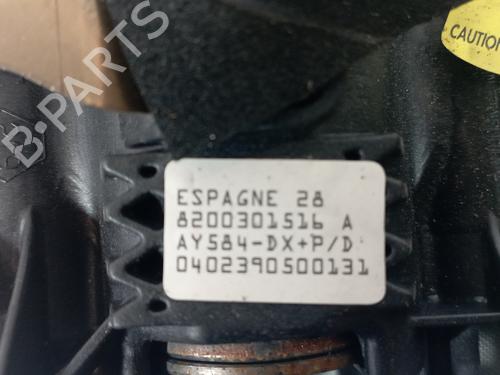 CAUTION
B-PARTS
ESPAGNE 28
8200301516 A
AY584-DX+P/D
0402390500131